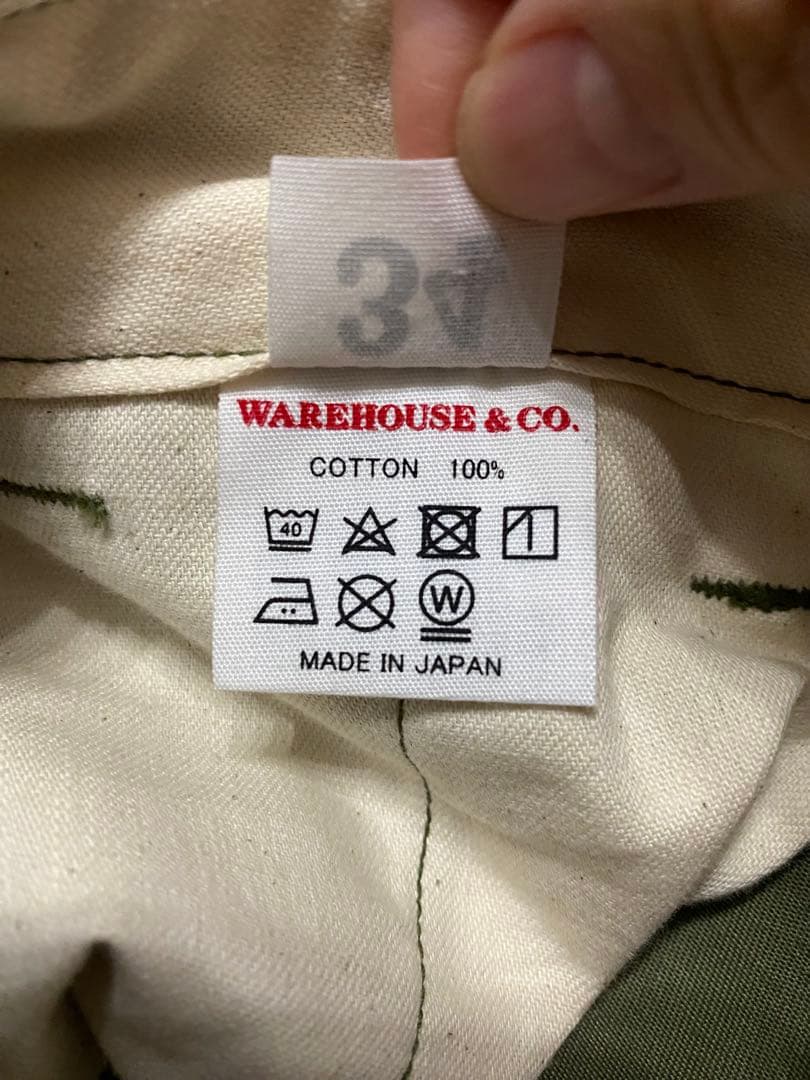 34
WAREHOUSE & CO.
COTTON 100%
40
W
MADE IN JAPAN